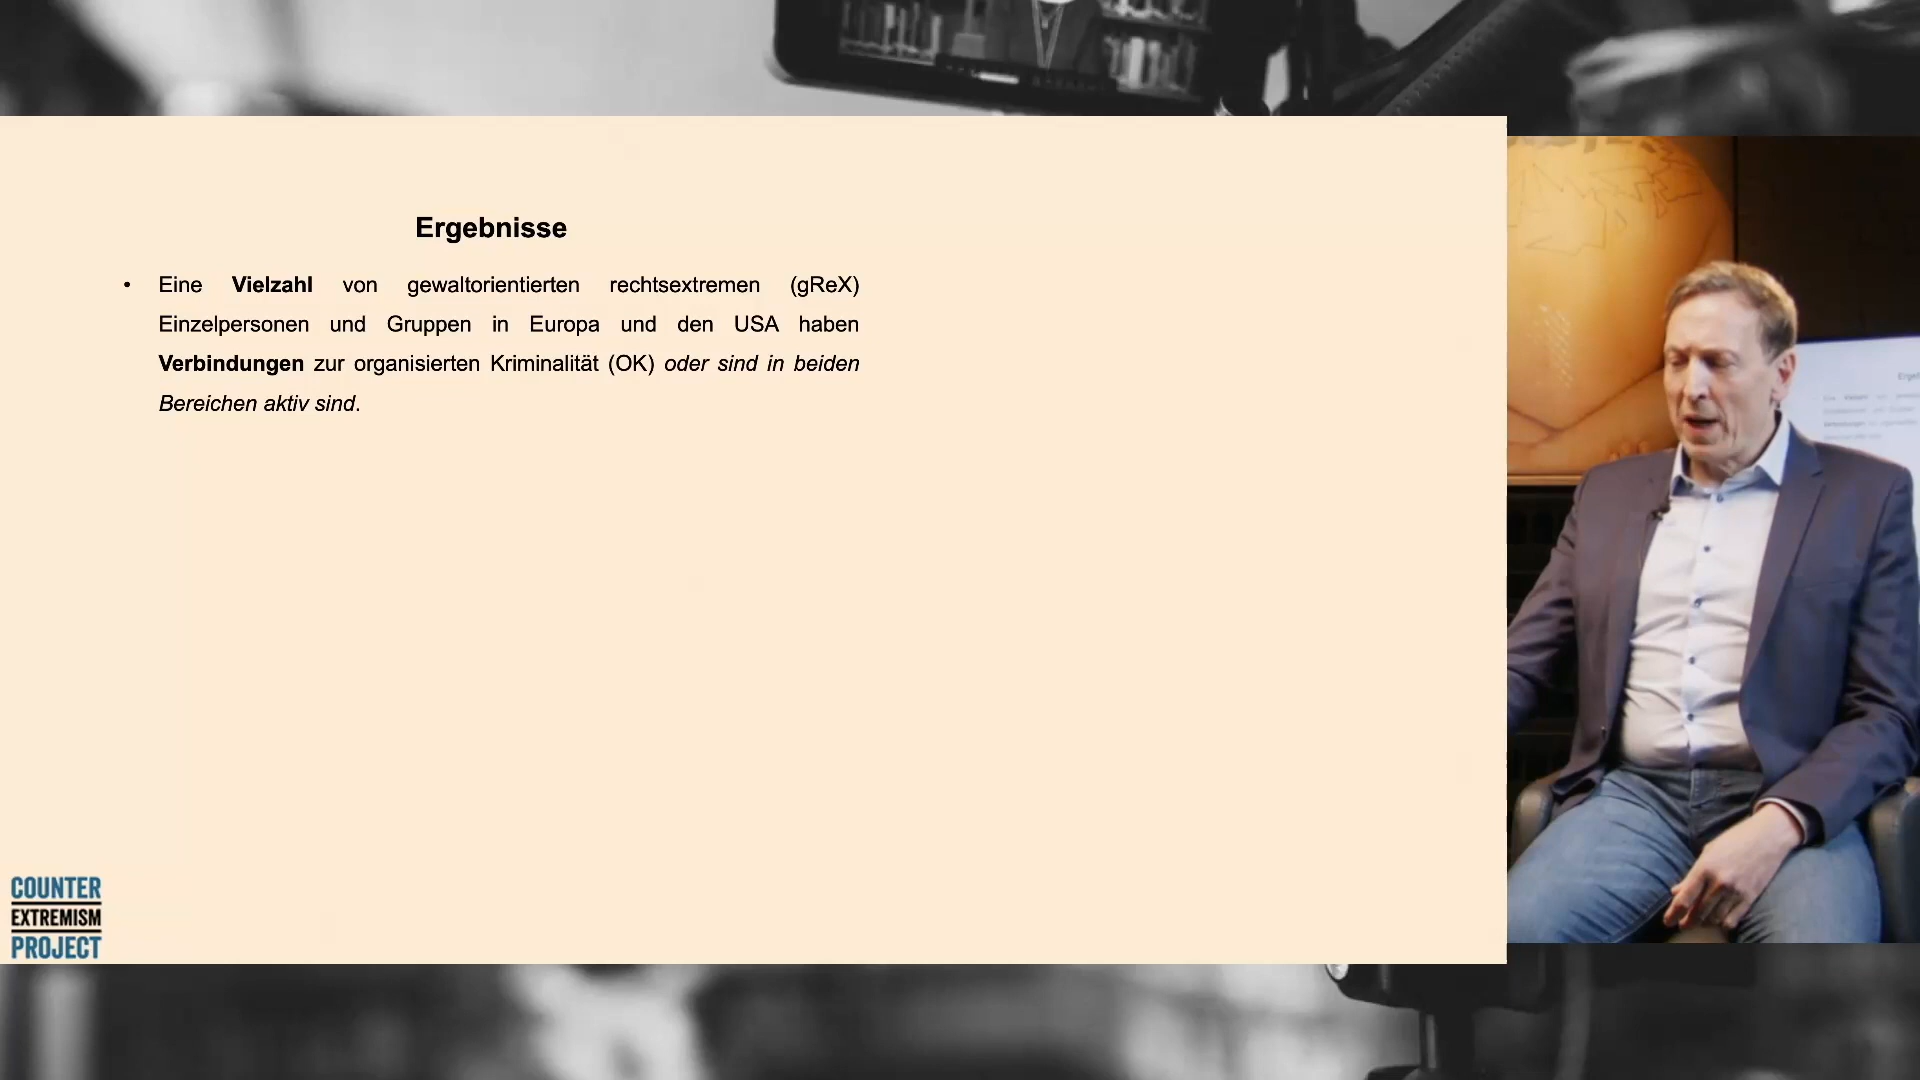 Ergebnisse
• Eine Vielzahl von gewaltorientierten rechtsextremen (gReX)
Einzelpersonen und Gruppen in Europa und den USA haben
Verbindungen zur organisierten Kriminalität (OK) oder sind in beiden
Bereichen aktiv sind.
COUNTER
EXTREMISM
PROJECT